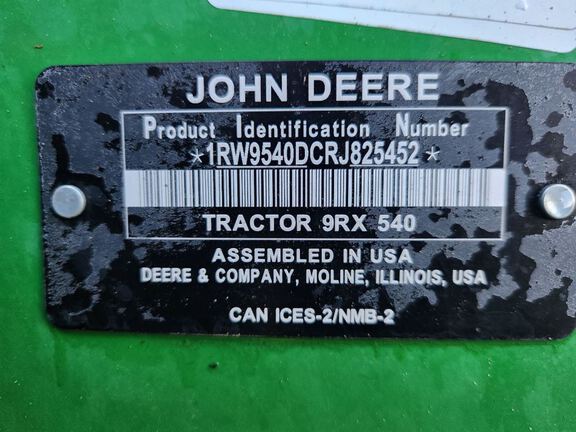 JOHN DEERE
Product Identification Number
*1RW9540DCRJ825452*
TRACTOR 9RX 540
ASSEMBLED IN USA
DEERE & COMPANY, MOLINE, ILLINOIS, USA
CAN ICES-2/NMB-2